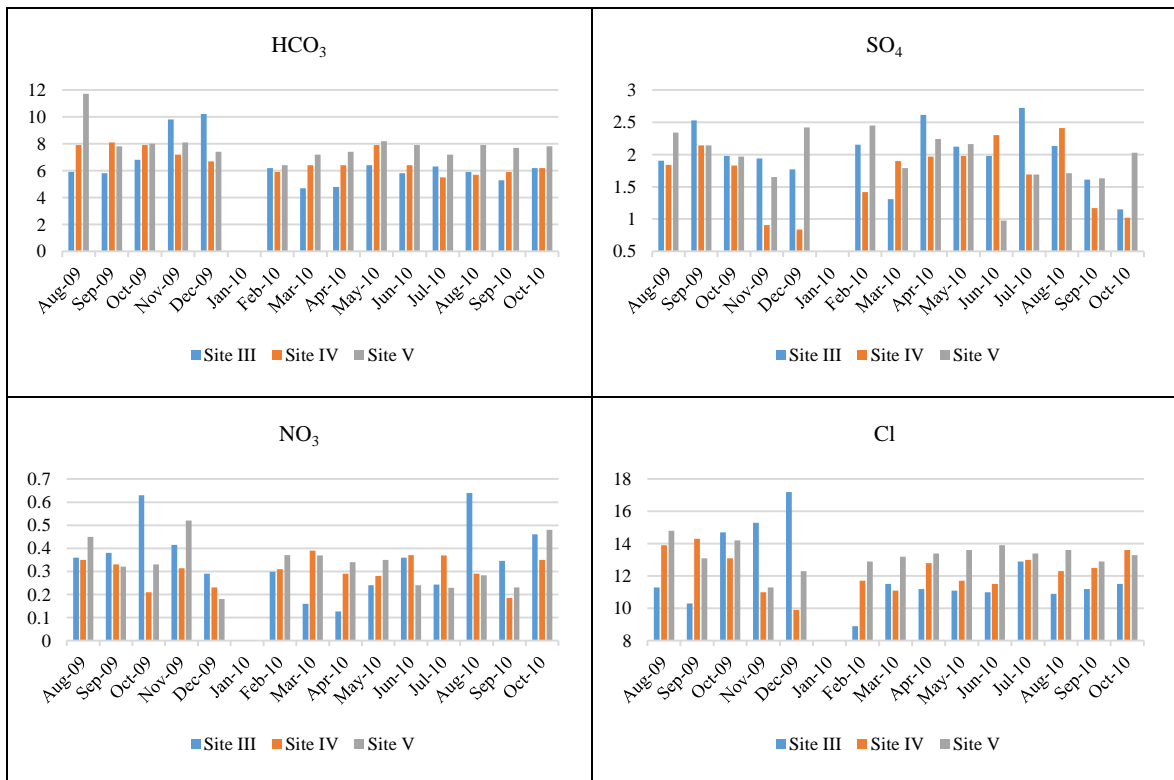 HCO₃
12
10
8
6
4
2
0
Aug-09 Sep-09 Oct-09 Nov-09 Dec-09 Jan-10 Feb-10 Mar-10 Apr-10 May-10 Jun-10 Jul-10 Aug-10 Sep-10 Oct-10
Site III Site IV Site V
SO₄
3
2.5
2
1.5
1
0.5
Aug-09 Sep-09 Oct-09 Nov-09 Dec-09 Jan-10 Feb-10 Mar-10 Apr-10 May-10 Jun-10 Jul-10 Aug-10 Sep-10 Oct-10
Site III Site IV Site V
NO₃
0.7
0.6
0.5
0.4
0.3
0.2
0.1
0
Aug-09 Sep-09 Oct-09 Nov-09 Dec-09 Jan-10 Feb-10 Mar-10 Apr-10 May-10 Jun-10 Jul-10 Aug-10 Sep-10 Oct-10
Site III Site IV Site V
Cl
18
16
14
12
10
8
Aug-09 Sep-09 Oct-09 Nov-09 Dec-09 Jan-10 Feb-10 Mar-10 Apr-10 May-10 Jun-10 Jul-10 Aug-10 Sep-10 Oct-10
Site III Site IV Site V